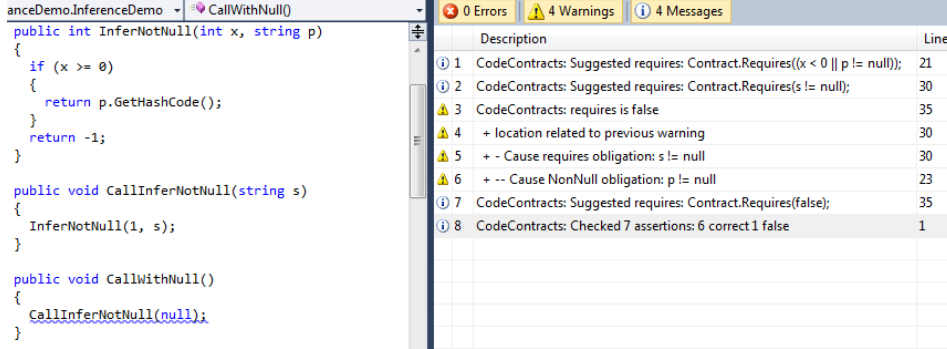 anceDemo.InferenceDemo CallWithNull()
public int InferNotNull(int x, string p)
{
if (x >= 0)
{
return p.GetHashCode();
}
return -1;
}
public void CallInferNotNull(string s)
{
InferNotNull(1, s);
}
public void CallWithNull()
{
CallInferNotNull(null);
}
0 Errors 4 Warnings 4 Messages
Description Line
1 CodeContracts: Suggested requires: Contract.Requires((x < 0 || p != null)); 21
2 CodeContracts: Suggested requires: Contract.Requires(s != null); 30
3 CodeContracts: requires is false 35
4 + location related to previous warning 30
5 + - Cause requires obligation: s != null 30
6 + -- Cause NonNull obligation: p != null 23
7 CodeContracts: Suggested requires: Contract.Requires(false); 35
8 CodeContracts: Checked 7 assertions: 6 correct 1 false 1